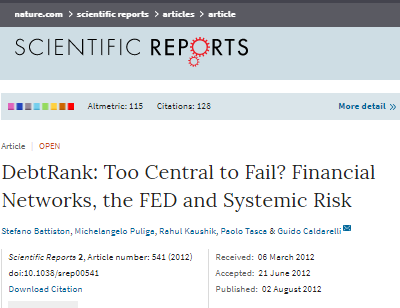 nature.com > scientific reports > articles > article
SCIENTIFIC REPORTS
Altmetric: 115 Citations: 128 More detail »
Article | OPEN
DebtRank: Too Central to Fail? Financial
Networks, the FED and Systemic Risk
Stefano Battiston, Michelangelo Puliga, Rahul Kaushik, Paolo Tasca & Guido Caldarelli
Scientific Reports 2, Article number: 541 (2012)
doi:10.1038/srep00541
Download Citation
Received: 06 March 2012
Accepted: 21 June 2012
Published: 02 August 2012